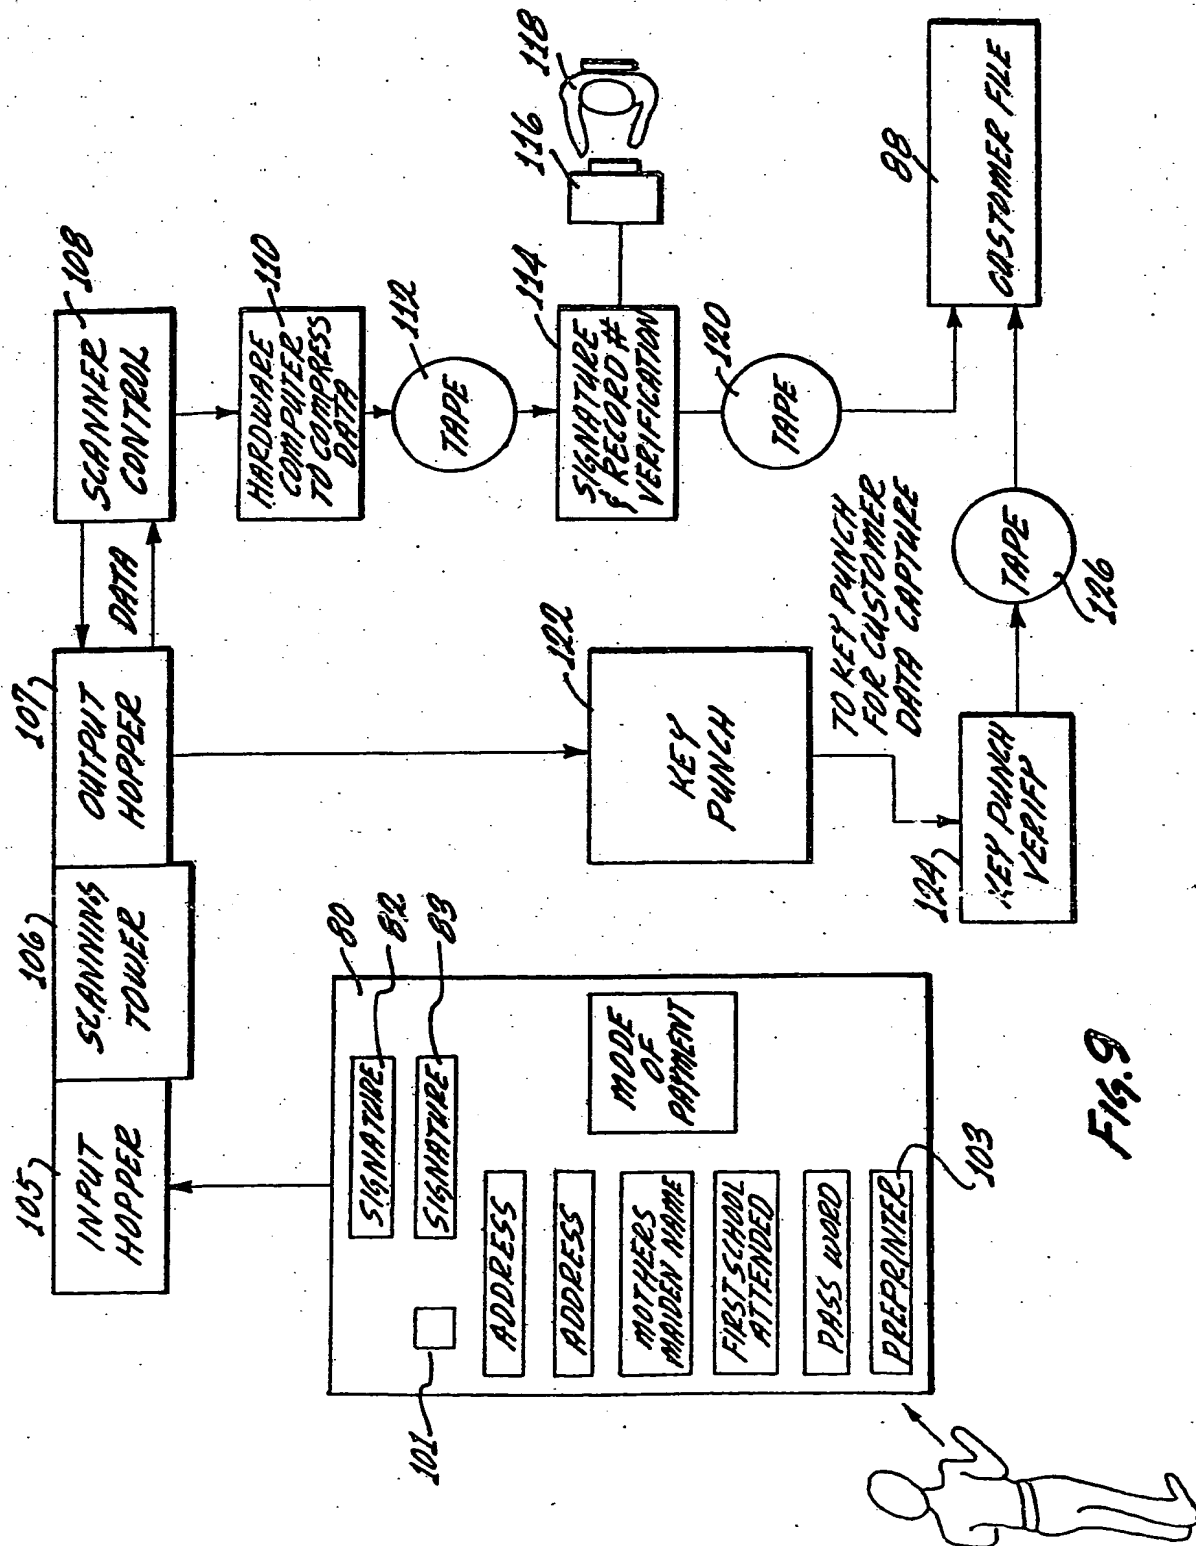 105
INPUT
HOPPER
106
SCANNING
TOWER
107
OUTPUT
HOPPER
DATA
108
SCANNER
CONTROL
110
HARDWARE
COMPUTER
TO COMPRESS
DATA
112
TAPE
114
SIGNATURE
& RECORD #
VERIFICATION
116
118
120
TAPE
88
CUSTOMER FILE
80
SIGNATURE
82
SIGNATURE
83
101
ADDRESS
ADDRESS
MOTHERS
MAIDEN NAME
FIRST SCHOOL
ATTENDED
PASS WORD
PREPRINTER
103
MODE
OF
PAYMENT
122
KEY
PUNCH
TO KEY PUNCH
FOR CUSTOMER
DATA CAPTURE
124
KEY PUNCH
VERIFY
TAPE
126
FIG. 9